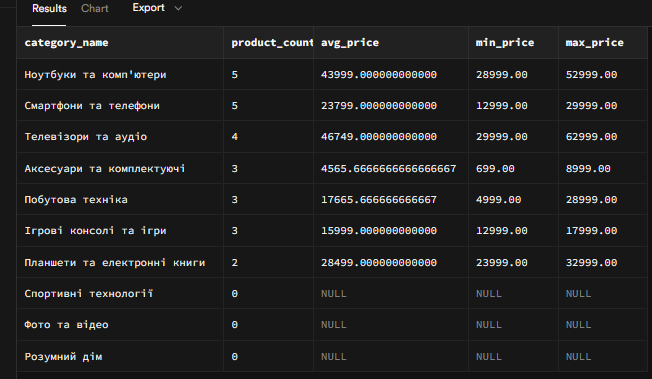 Results Chart Export
category_name product_count avg_price min_price max_price
Ноутбуки та комп'ютери 5 43999.000000000000 28999.00 52999.00
Смартфони та телефони 5 23799.000000000000 12999.00 29999.00
Телевізори та аудіо 4 46749.000000000000 29999.00 62999.00
Аксесуари та комплектуючі 3 4565.6666666666666667 699.00 8999.00
Побутова техніка 3 17665.666666666667 4999.00 28999.00
Ігрові консолі та ігри 3 15999.000000000000 12999.00 17999.00
Планшети та електронні книги 2 28499.000000000000 23999.00 32999.00
Спортивні технології 0 NULL NULL NULL
Фото та відео 0 NULL NULL NULL
Розумний дім 0 NULL NULL NULL